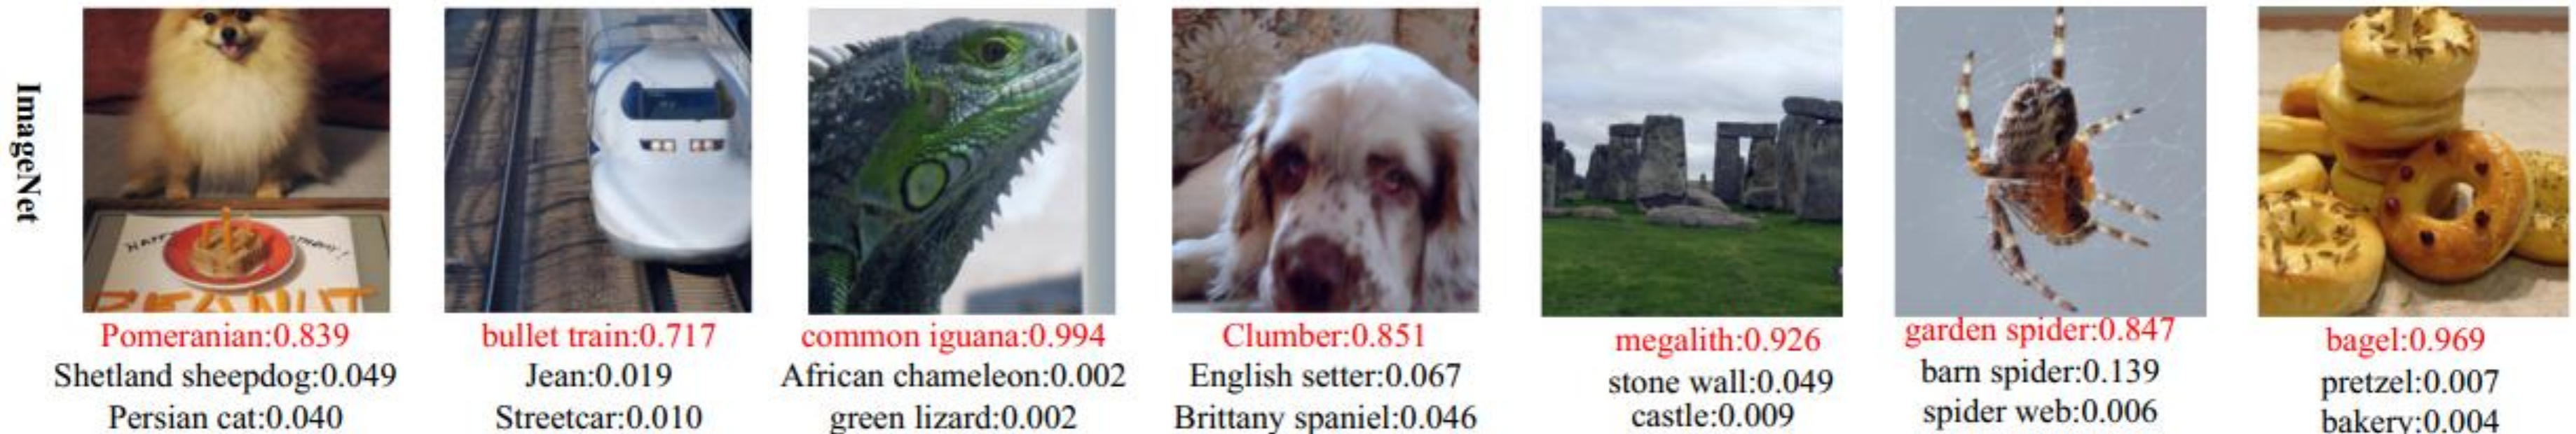 ImageNet
HAPPY
BIRTHDAY!
PEANUT
Pomeranian:0.839
Shetland sheepdog:0.049
Persian cat:0.040
bullet train:0.717
Jean:0.019
Streetcar:0.010
common iguana:0.994
African chameleon:0.002
green lizard:0.002
Clumber:0.851
English setter:0.067
Brittany spaniel:0.046
megalith:0.926
stone wall:0.049
castle:0.009
garden spider:0.847
barn spider:0.139
spider web:0.006
bagel:0.969
pretzel:0.007
bakery:0.004